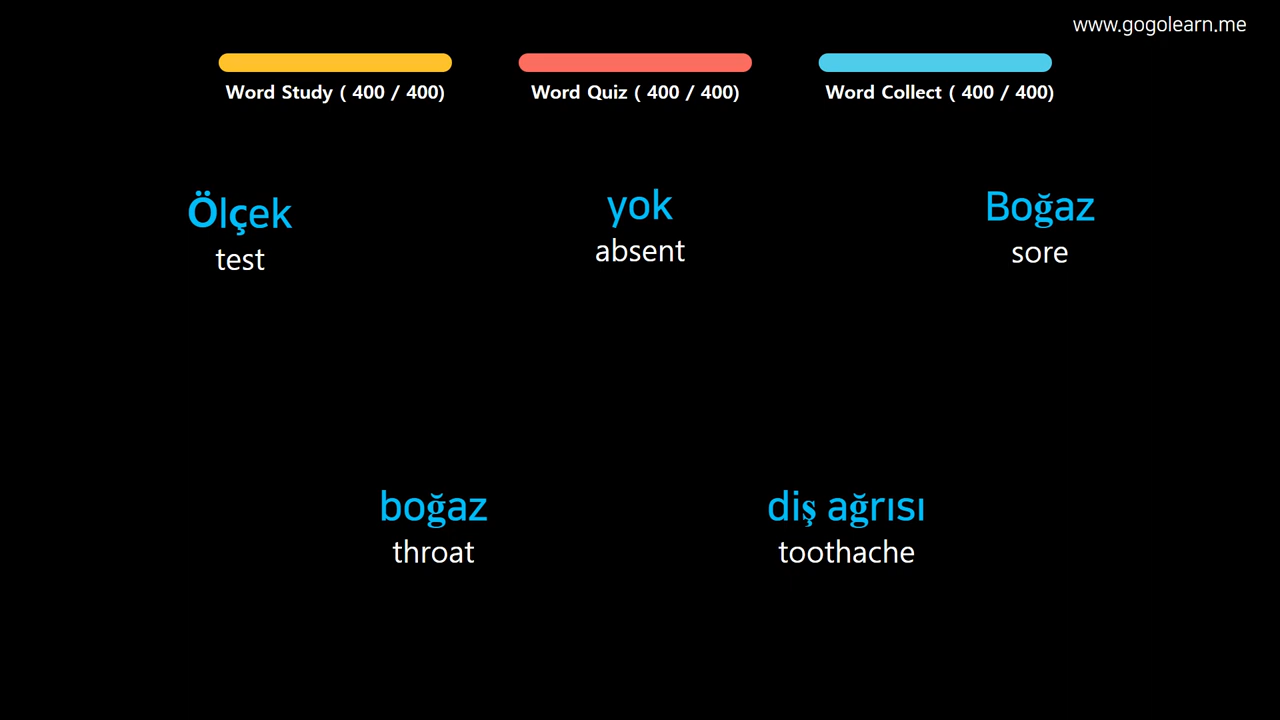 www.gogolearn.me
Word Study ( 400 / 400)
Word Quiz ( 400 / 400)
Word Collect ( 400 / 400)
Ölçek
test
yok
absent
Boğaz
sore
boğaz
throat
diş ağrısı
toothache